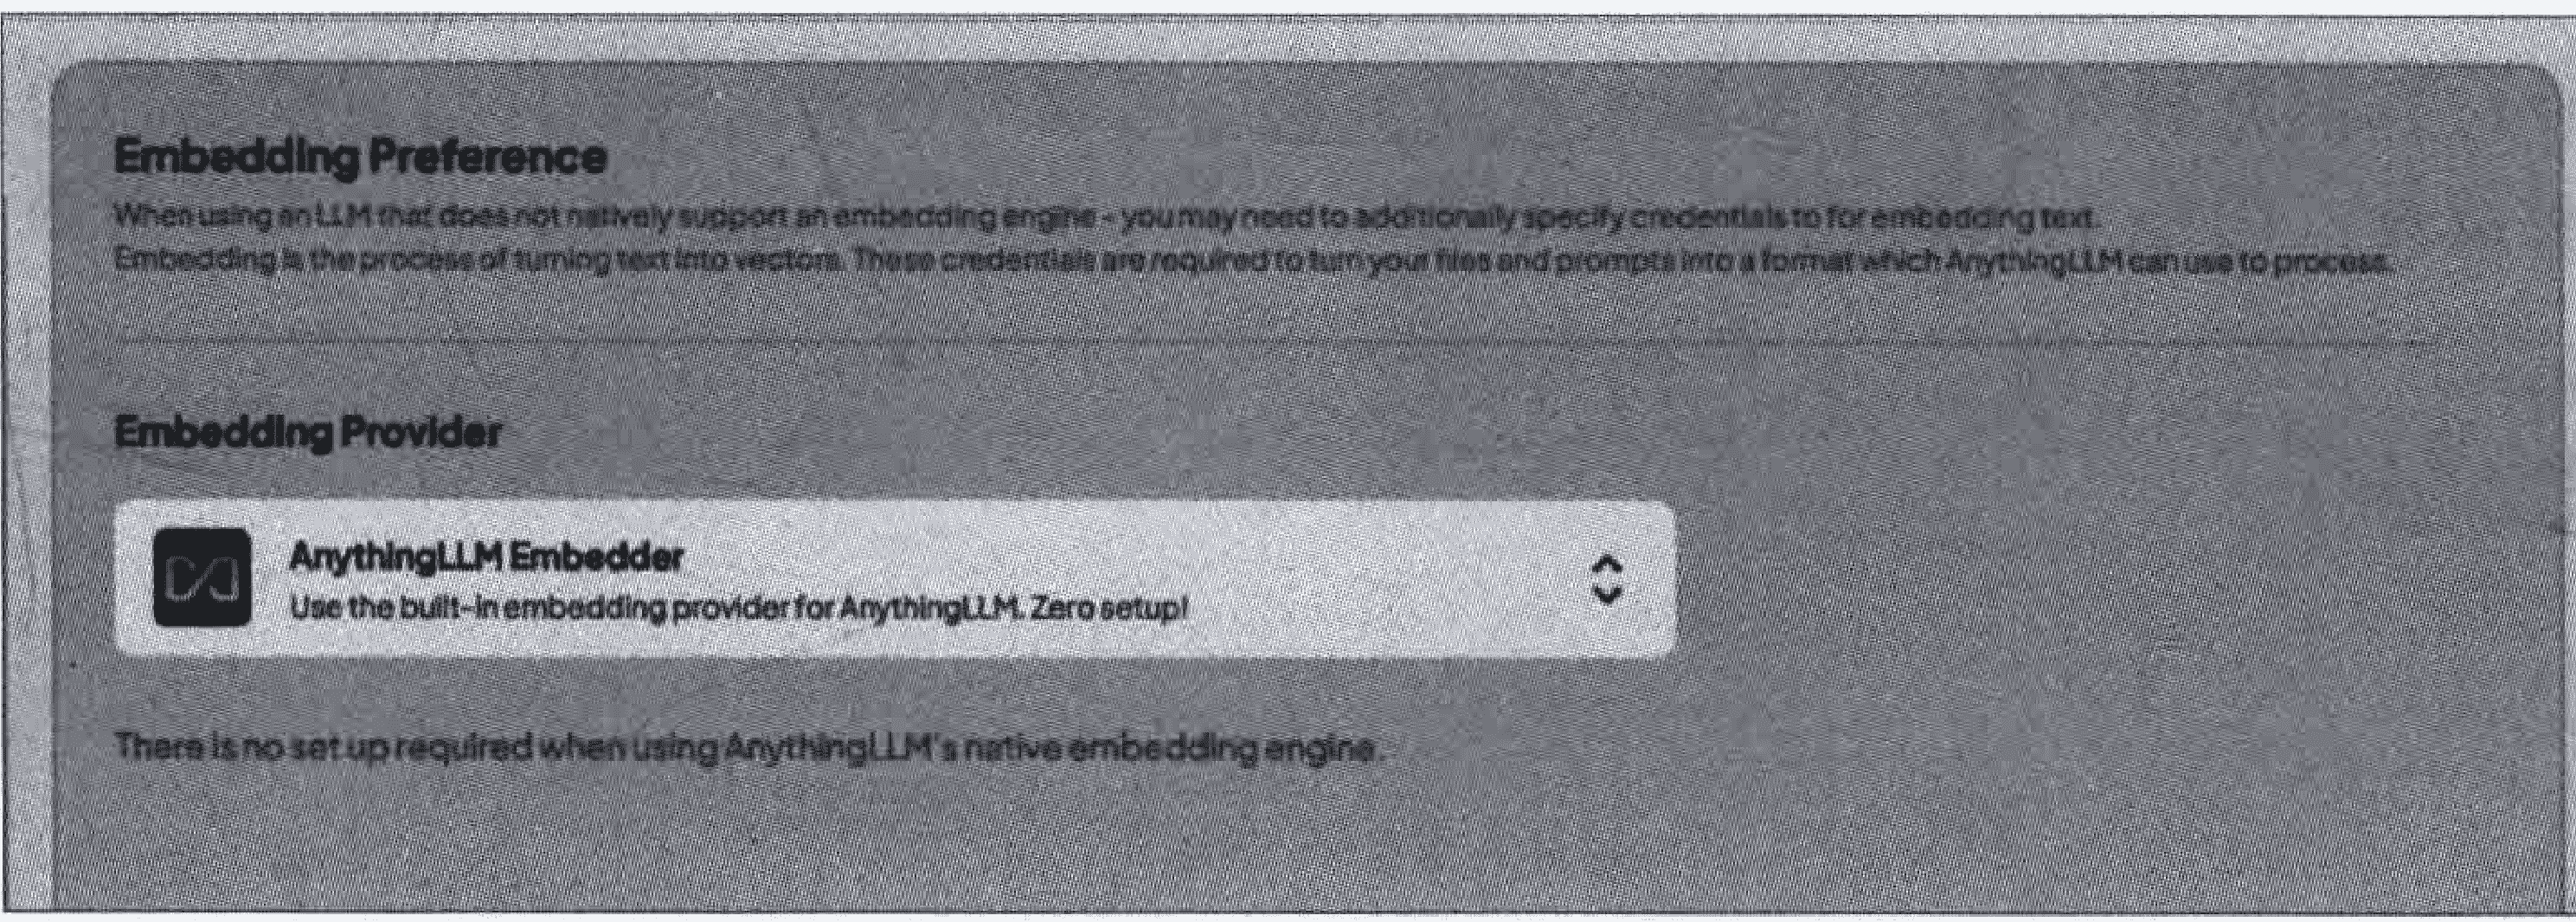 Embedding Preference
When using an LLM that does not natively support an embedding engine - you may need to additionally specify credentials to for embedding text.
Embedding is the process of turning text into vectors. These credentials are required to turn your files and prompts into a format which AnythingLLM can use to process.
Embedding Provider
AnythingLLM Embedder
Use the built-in embedding provider for AnythingLLM. Zero setup!
There is no set up required when using AnythingLLM's native embedding engine.